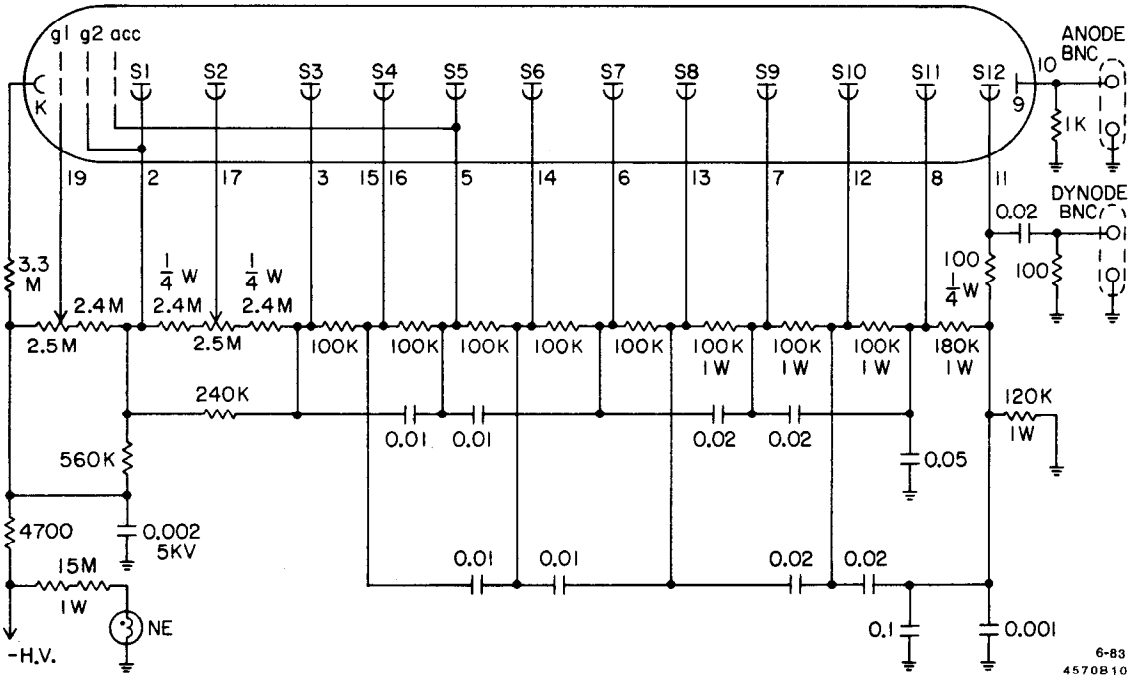 g1 g2 acc
S1 S2 S3 S4 S5 S6 S7 S8 S9 S10 S11 S12
K
10
9
ANODE
BNC
1K
19 2 17 3 15 16 5 14 6 13 7 12 8 11
DYNODE
BNC
0.02
100
100
1/4 W
3.3
M
2.5M
2.4M
1/4 W
2.4M
2.5M
1/4 W
2.4M
100K
100K
100K
100K
100K
100K
1W
100K
1W
100K
1W
180K
1W
240K
0.01
0.01
0.02
0.02
120K
1W
560K
0.05
4700
0.002
5KV
15M
1W
NE
-H.V.
0.01
0.01
0.02
0.02
0.1
0.001
6-83
4570B10